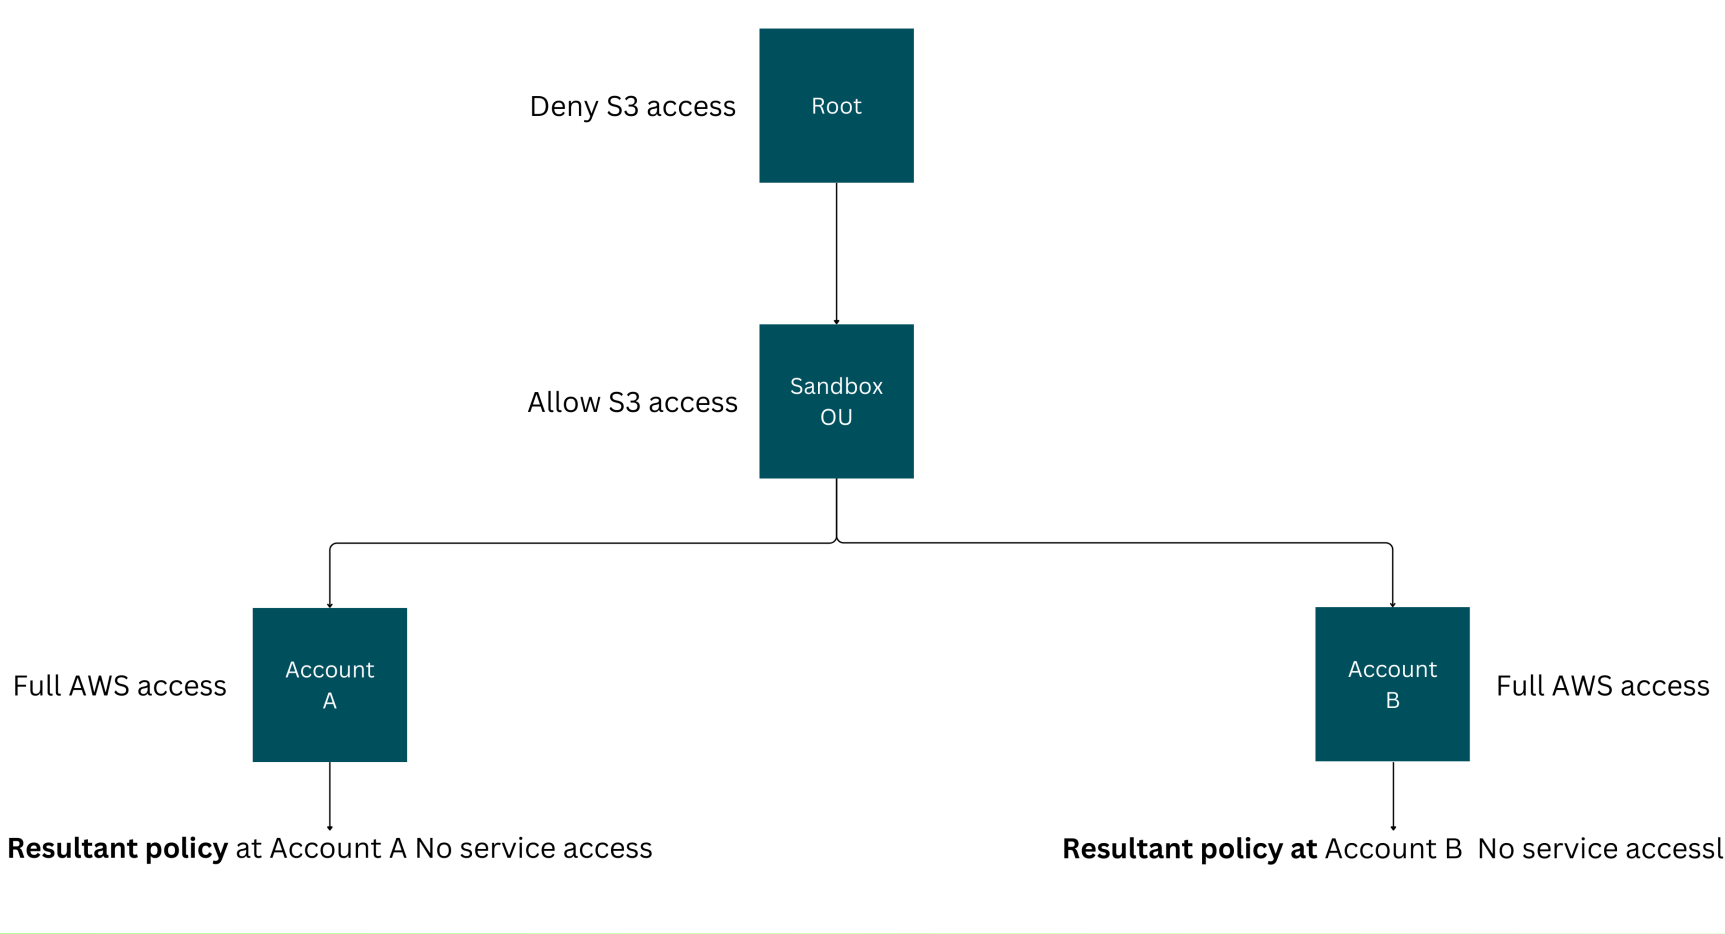 Deny S3 access
Root
Allow S3 access
Sandbox
OU
Full AWS access
Account
A
Account
B
Full AWS access
Resultant policy at Account A No service access
Resultant policy at Account B  No service accessl